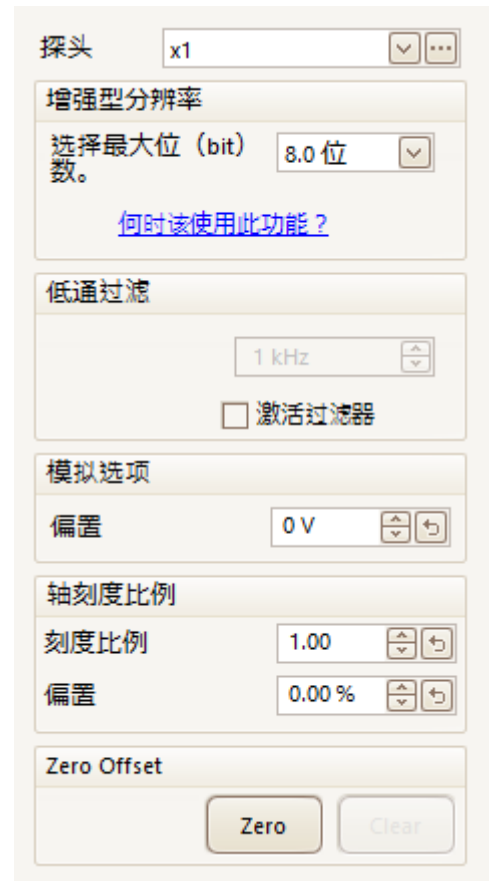 探头 x1
增强型分辨率
选择最大位（bit） 8.0 位
数。
何时该使用此功能？
低通过滤
1 kHz
激活过滤器
模拟选项
偏置 0 V
轴刻度比例
刻度比例 1.00
偏置 0.00 %
Zero Offset
Zero Clear